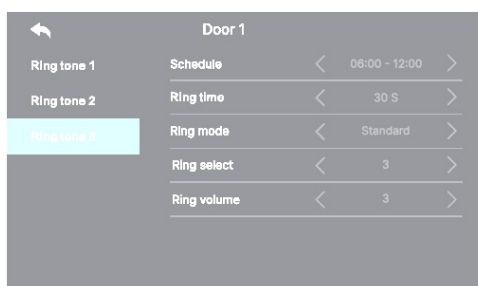 Door 1
Ring tone 1
Ring tone 2
Ring tone 3
Schedule 06:00 - 12:00
Ring time 30 S
Ring mode Standard
Ring select 3
Ring volume 3